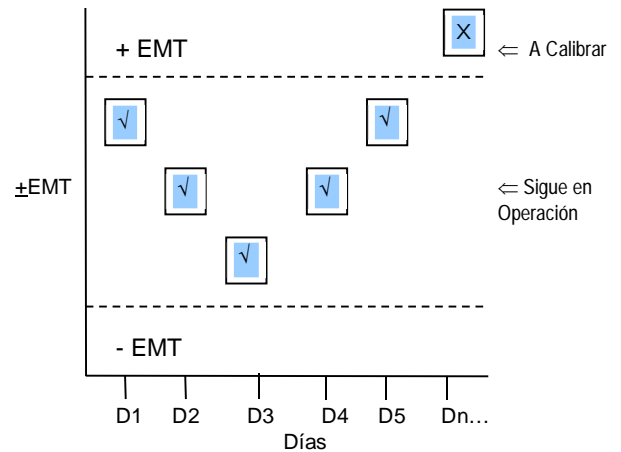 + EMT
X
⇐ A Calibrar
√
√
±EMT
√
√
⇐ Sigue en
Operación
√
- EMT
D1 D2 D3 D4 D5 Dn…
Días